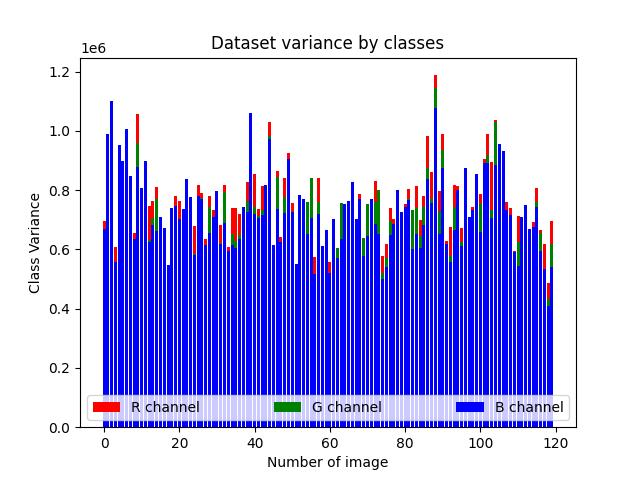 Dataset variance by classes
1e6
1.2
1.0
0.8
0.6
0.4
0.2
0.0
Class Variance
R channel G channel B channel
0 20 40 60 80 100 120
Number of image